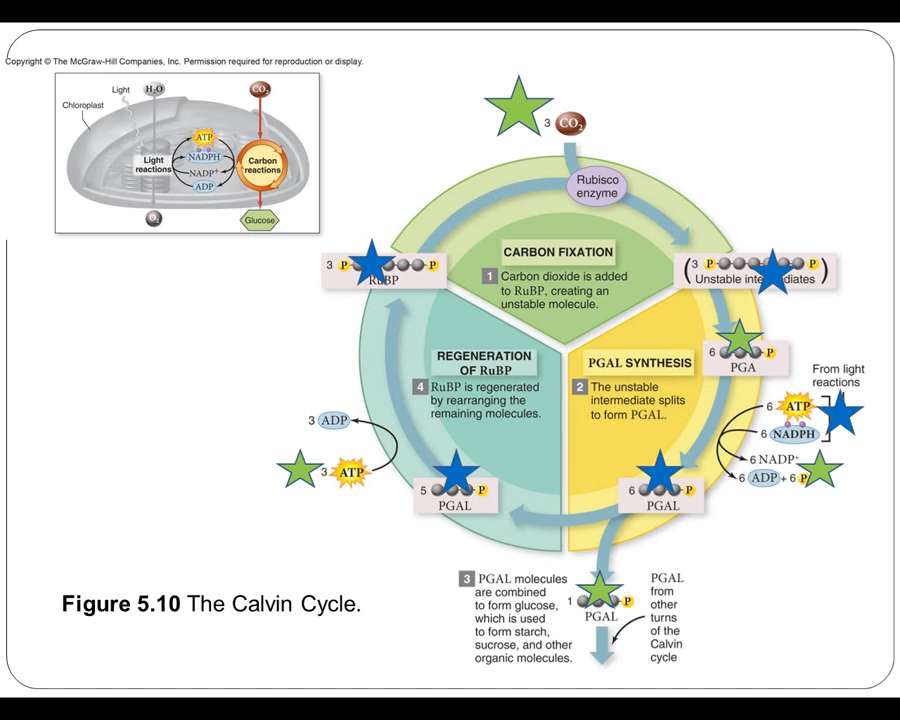 Copyright © The McGraw-Hill Companies, Inc. Permission required for reproduction or display.
Light
H₂O
CO₂
Chloroplast
ATP
Light
reactions
NADPH
NADP⁺
ADP
Carbon
reactions
O₂
Glucose
3 CO₂
Rubisco
enzyme
CARBON FIXATION
1 Carbon dioxide is added
to RuBP, creating an
unstable molecule.
3 P P
RuBP
(3 P P)
Unstable intermediates
6 P
PGA
From light
reactions
6 ATP
6 NADPH
6 NADP⁺
6 ADP + 6 P
PGAL SYNTHESIS
2 The unstable
intermediate splits
to form PGAL.
REGENERATION
OF RuBP
4 RuBP is regenerated
by rearranging the
remaining molecules.
3 ADP
3 ATP
5 P
PGAL
6 P
PGAL
3 PGAL molecules
are combined
to form glucose,
which is used
to form starch,
sucrose, and other
organic molecules.
1 P
PGAL
PGAL
from
other
turns
of the
Calvin
cycle
Figure 5.10 The Calvin Cycle.